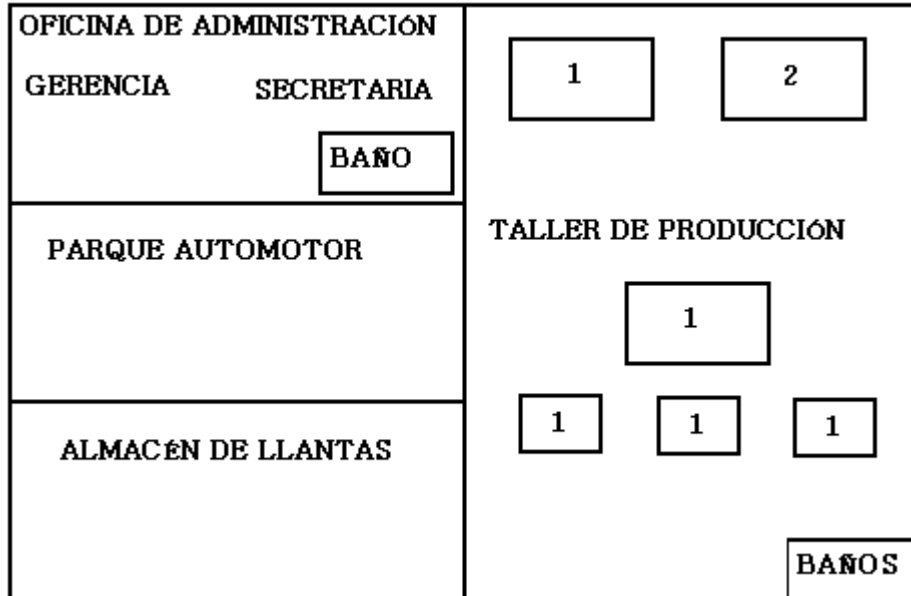 OFICINA DE ADMINISTRACIÓN
GERENCIA SECRETARIA
BAÑO
PARQUE AUTOMOTOR
ALMACÉN DE LLANTAS
1 2
TALLER DE PRODUCCIÓN
1
1 1 1
BAÑOS